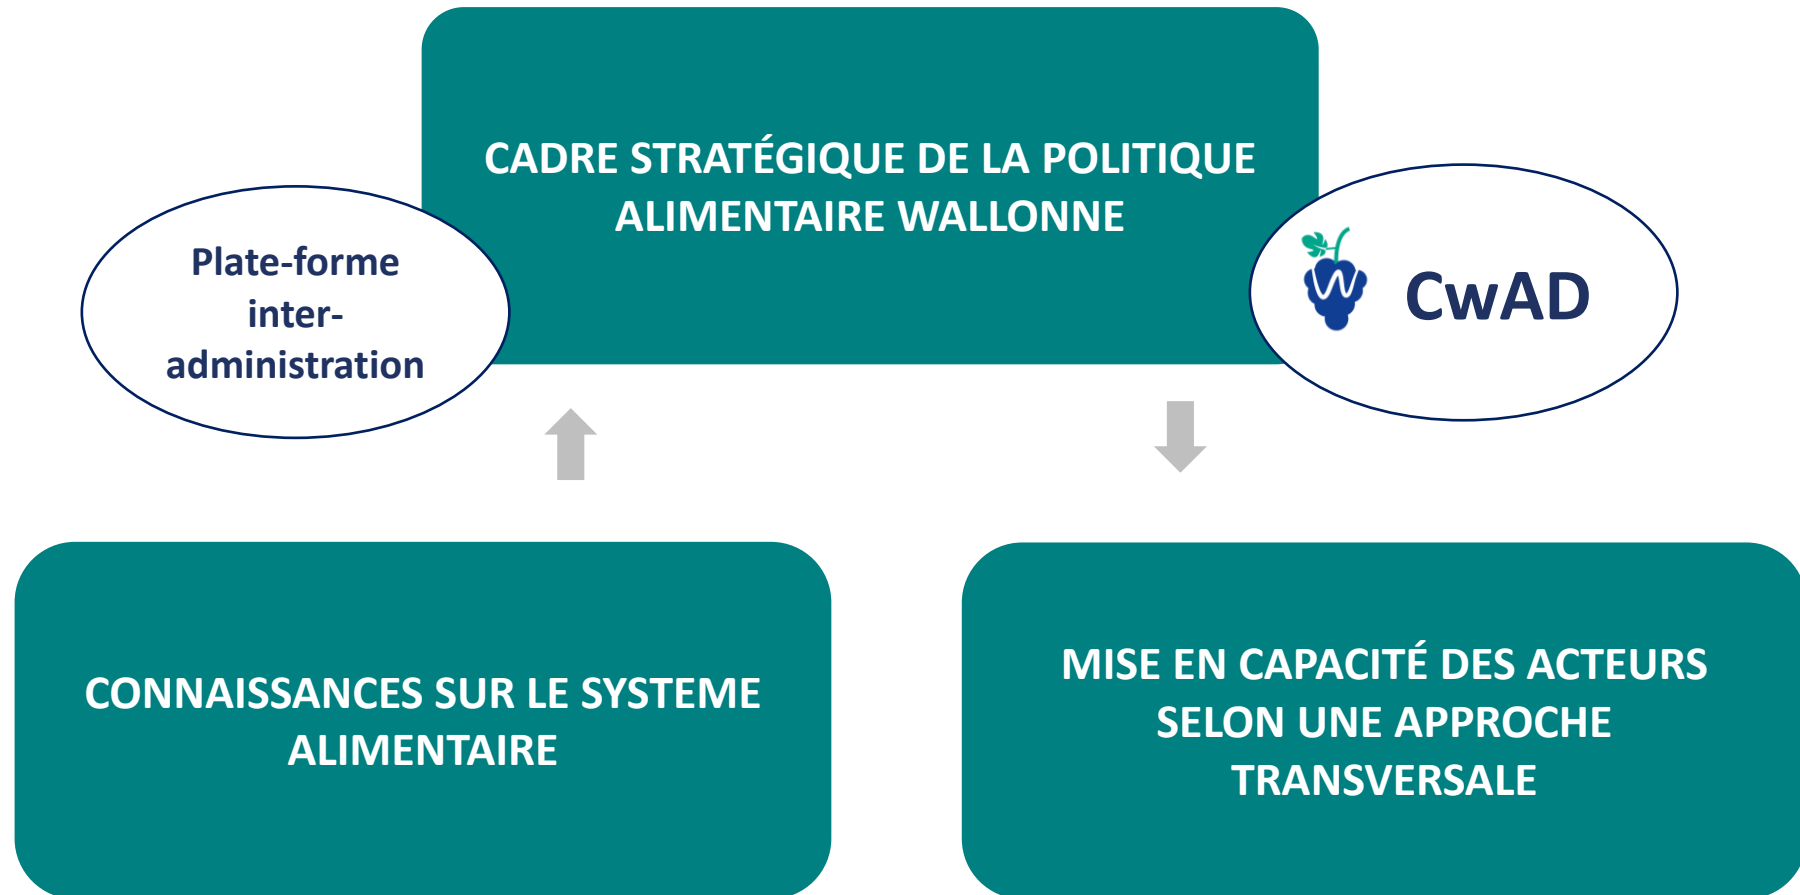 CADRE STRATÉGIQUE DE LA POLITIQUE
ALIMENTAIRE WALLONNE
Plate-forme
inter-
administration
CwAD
CONNAISSANCES SUR LE SYSTEME
ALIMENTAIRE
MISE EN CAPACITÉ DES ACTEURS
SELON UNE APPROCHE
TRANSVERSALE